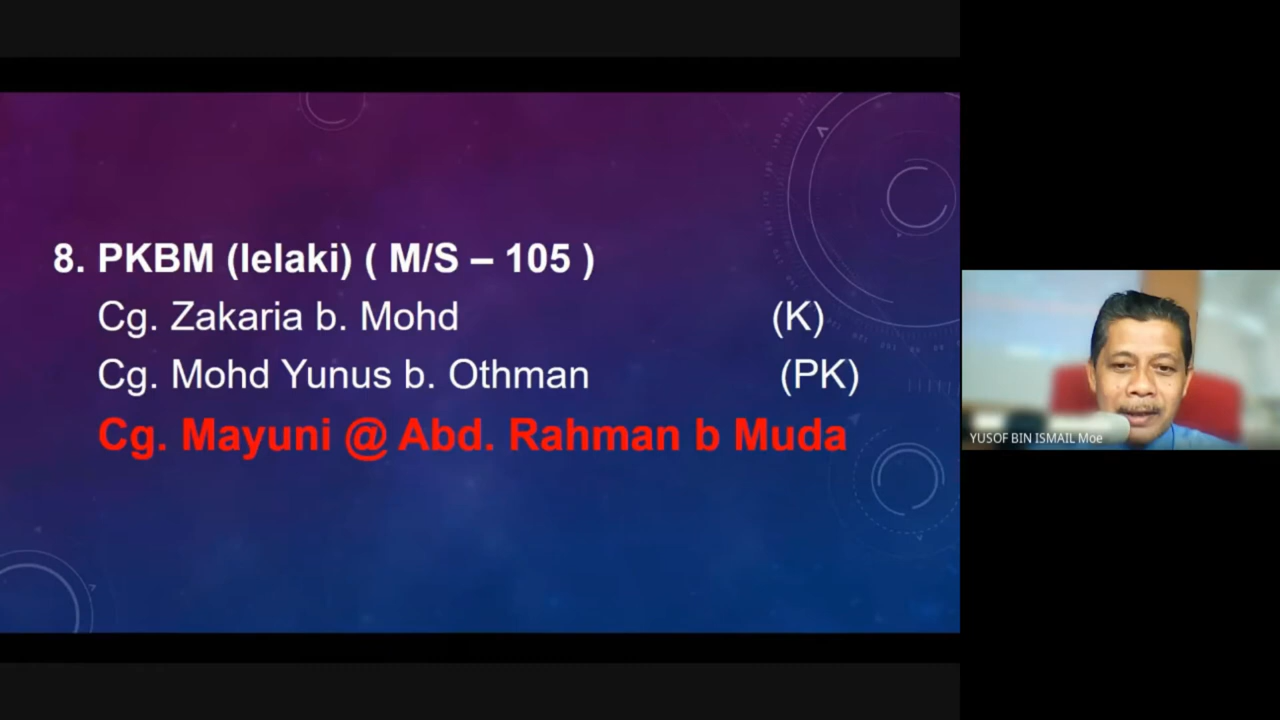 8. PKBM (lelaki) ( M/S – 105 )
Cg. Zakaria b. Mohd (K)
Cg. Mohd Yunus b. Othman (PK)
Cg. Mayuni @ Abd. Rahman b Muda
YUSOF BIN ISMAIL Moe